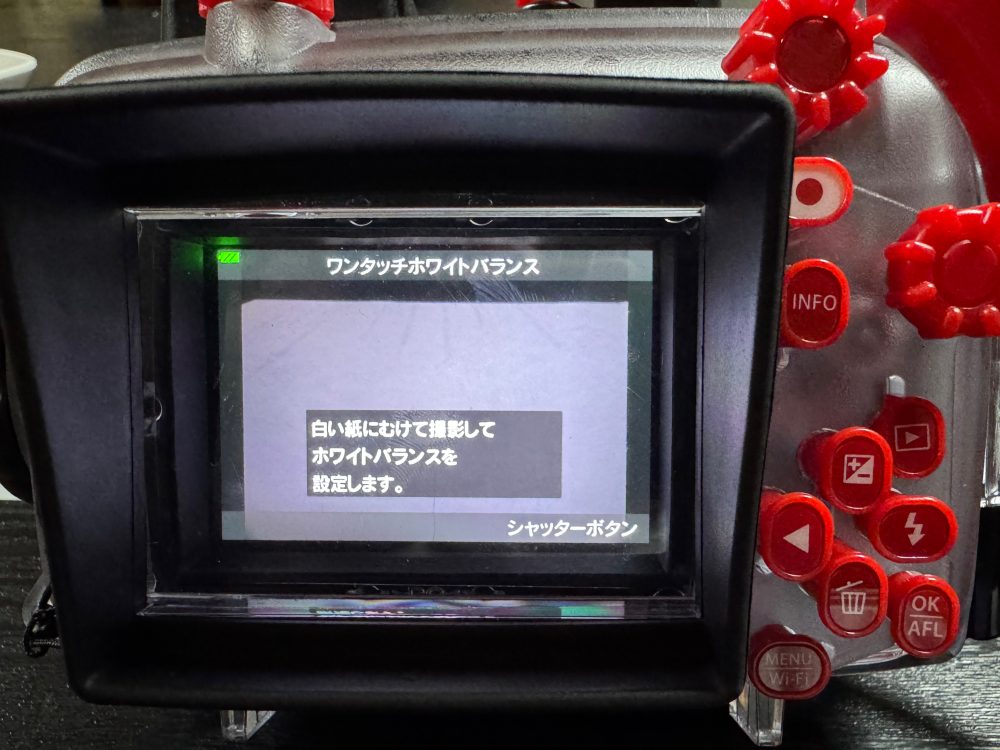 ワンタッチホワイトバランス
白い紙にむけて撮影して
ホワイトバランスを
設定します。
シャッターボタン
INFO
OK
AFL
MENU
Wi-Fi